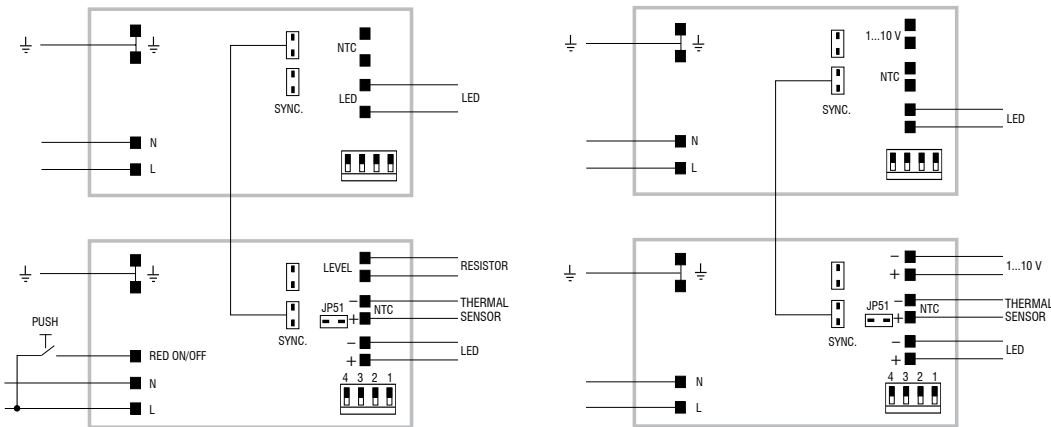 NTC
LED
LED
SYNC.
N
L
LEVEL
RESISTOR
JP51
−
NTC
THERMAL
+
SENSOR
SYNC.
−
LED
+
PUSH
RED ON/OFF
4 3 2 1
N
L
1...10 V
NTC
SYNC.
LED
N
L
−
1...10 V
+
JP51
−
NTC
THERMAL
+
SENSOR
SYNC.
−
LED
+
4 3 2 1
N
L